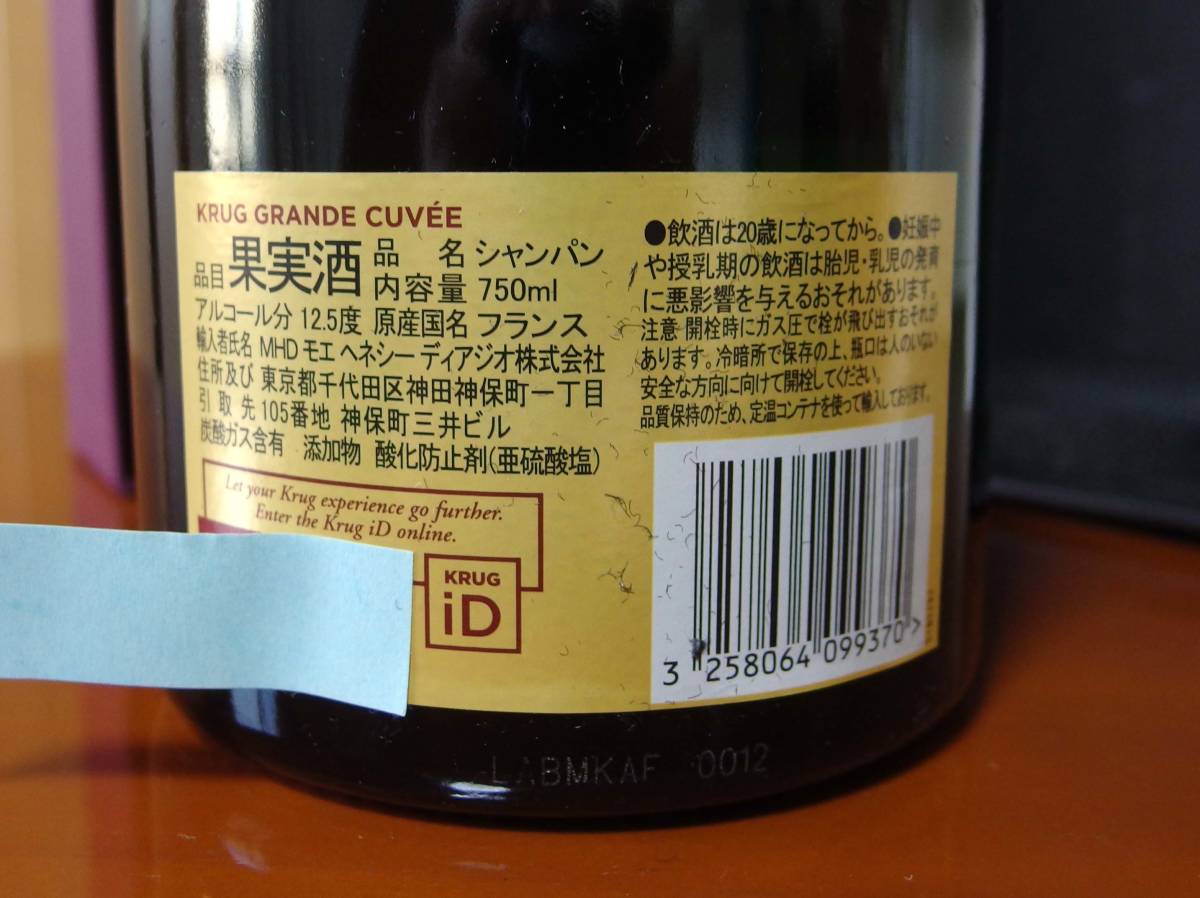 KRUG GRANDE CUVÉE
品目 果実酒 品 名 シャンパン
内容量 750ml
アルコール分 12.5度 原産国名 フランス
輸入者氏名 MHD モエ ヘネシー ディアジオ株式会社
住所及び 東京都千代田区神田神保町一丁目
引 取 先 105番地 神保町三井ビル
炭酸ガス含有 添加物 酸化防止剤(亜硫酸塩)
Let your Krug experience go further.
Enter the Krug iD online.
KRUG
iD
●飲酒は20歳になってから。●妊娠中
や授乳期の飲酒は胎児・乳児の発育
に悪影響を与えるおそれがあります。
注意 開栓時にガス圧で栓が飛び出すおそれが
あります。冷暗所で保存の上、瓶口は人のいない
安全な方向に向けて開栓してください。
品質保持のため、定温コンテナを使って輸入しております。
3 258064 099370 >
LABMKAF 0012